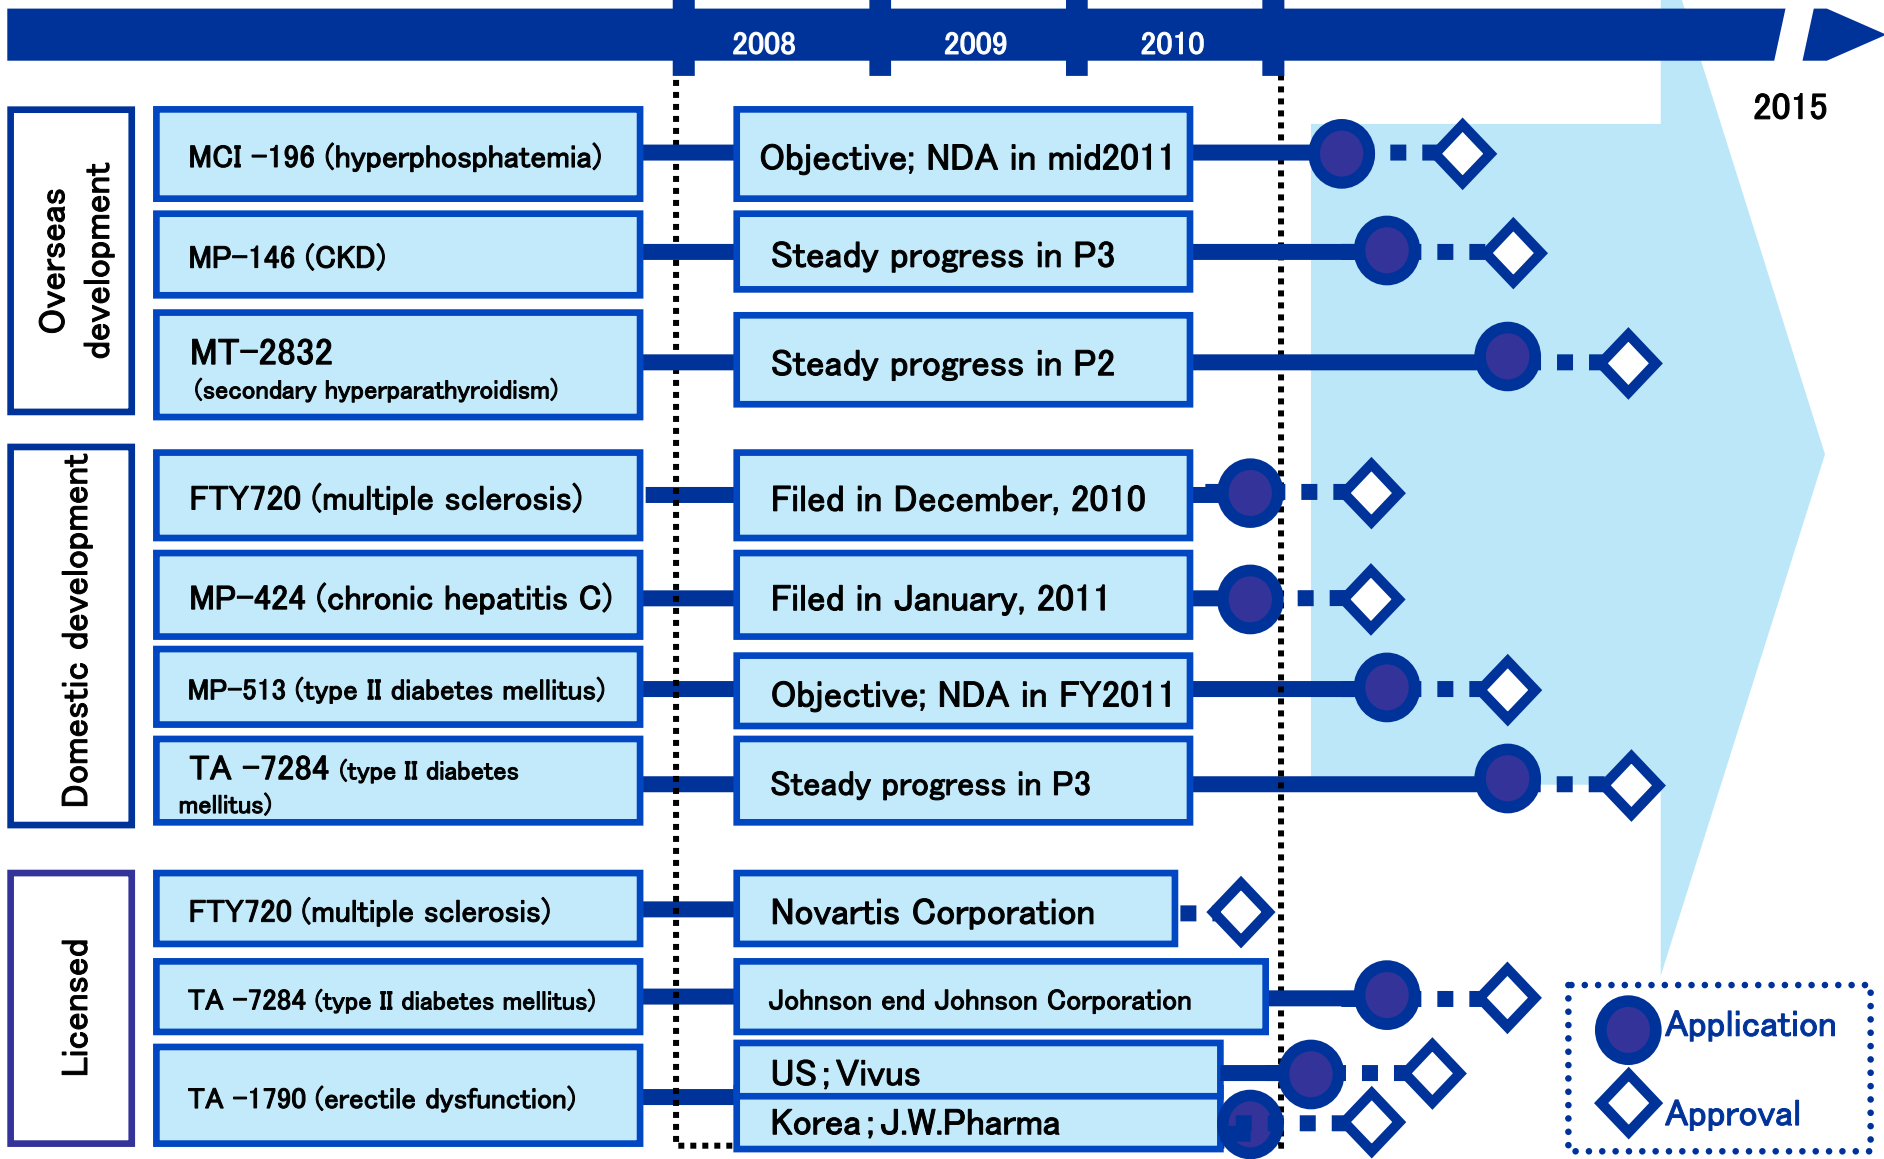 2008 2009 2010
2015
Overseas
development
MCI -196 (hyperphosphatemia)
Objective; NDA in mid2011
MP-146 (CKD)
Steady progress in P3
MT-2832
(secondary hyperparathyroidism)
Steady progress in P2
Domestic development
FTY720 (multiple sclerosis)
Filed in December, 2010
MP-424 (chronic hepatitis C)
Filed in January, 2011
MP-513 (type II diabetes mellitus)
Objective; NDA in FY2011
TA -7284 (type II diabetes
mellitus)
Steady progress in P3
Licensed
FTY720 (multiple sclerosis)
Novartis Corporation
TA -7284 (type II diabetes mellitus)
Johnson end Johnson Corporation
TA -1790 (erectile dysfunction)
US; Vivus
Korea; J.W.Pharma
Application
Approval